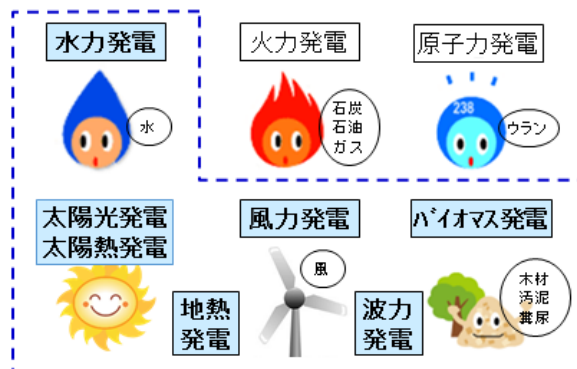 水力発電
火力発電
原子力発電
水
石炭
石油
ガス
238
ウラン
太陽光発電
太陽熱発電
風力発電
バイオマス発電
風
木材
汚泥
糞尿
地熱
発電
波力
発電